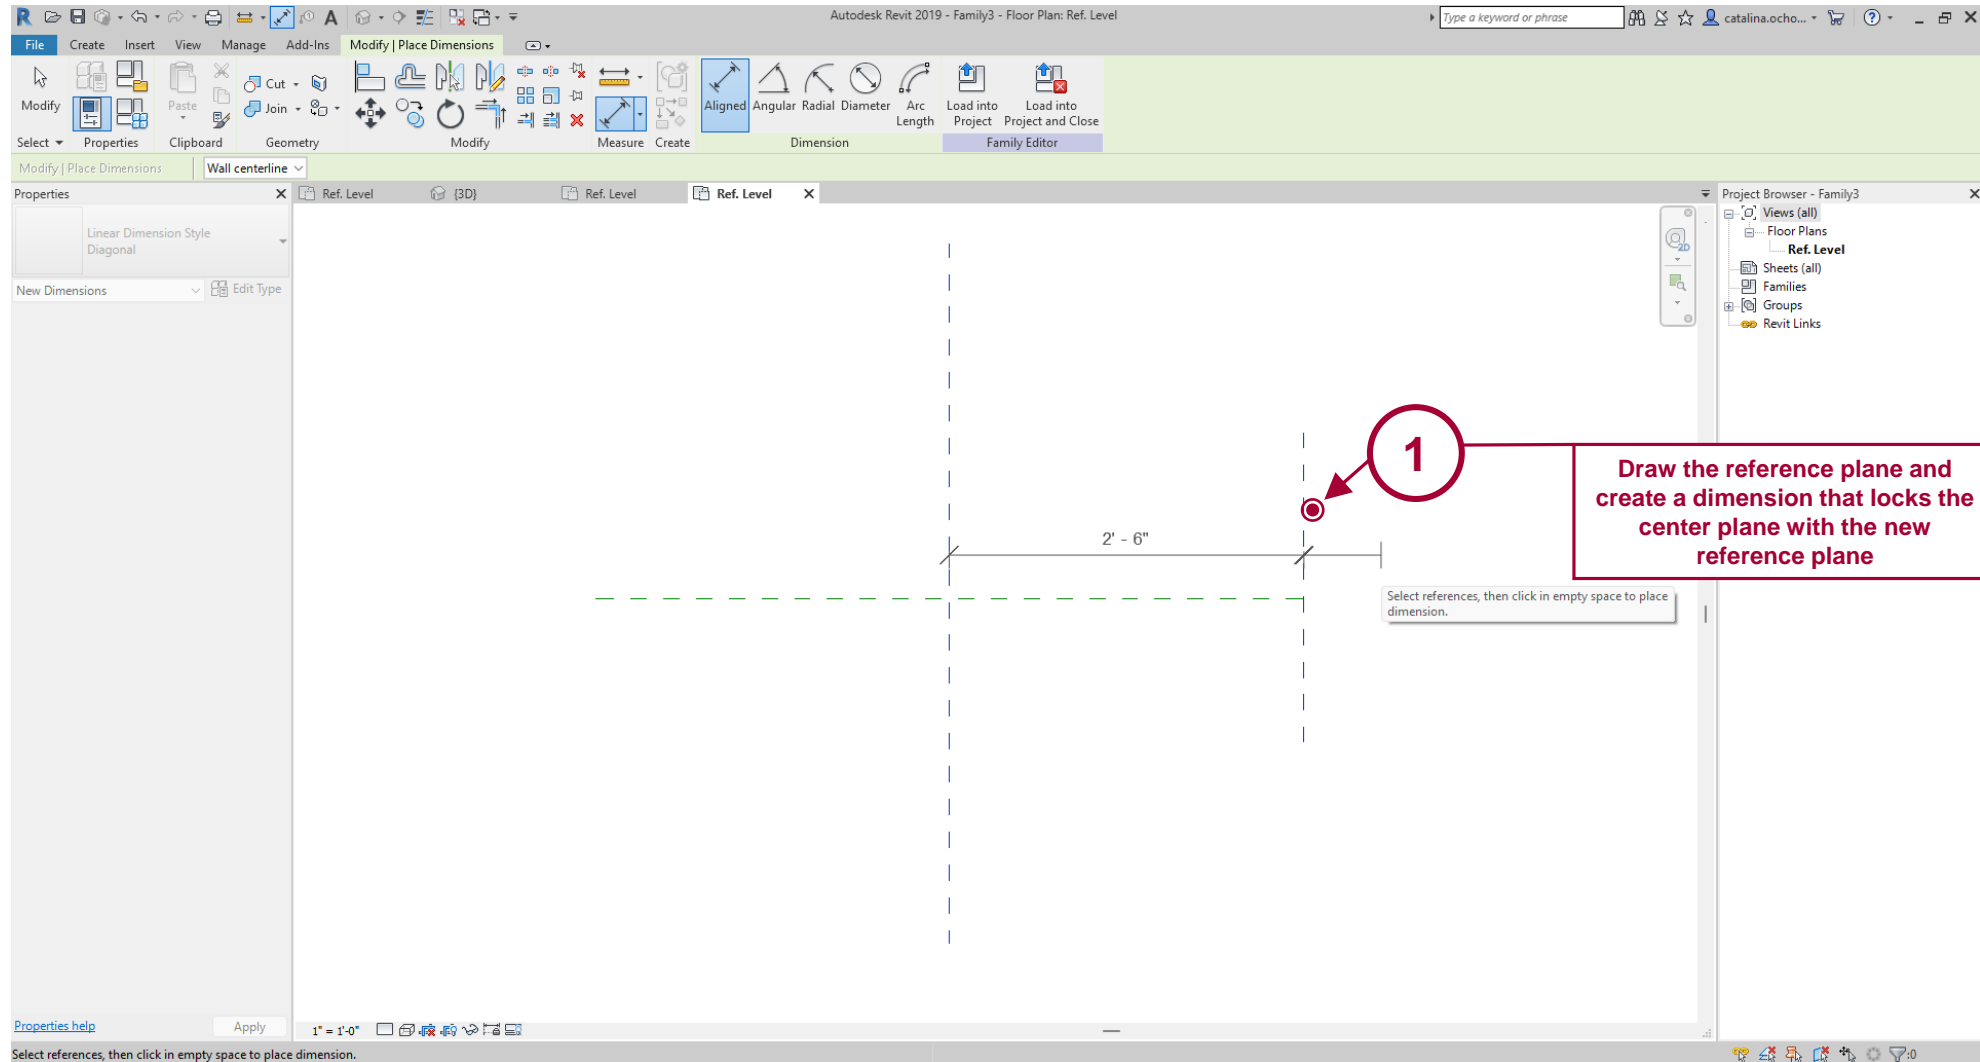 Autodesk Revit 2019 - Family3 - Floor Plan: Ref. Level
Type a keyword or phrase
catalina.ocho...
File Create Insert View Manage Add-Ins Modify | Place Dimensions
Modify
Paste
Cut
Join
Aligned Angular Radial Diameter Arc Length
Load into Project
Load into Project and Close
Select Properties Clipboard Geometry Modify Measure Create Dimension Family Editor
Modify | Place Dimensions Wall centerline
Properties
Ref. Level
{3D}
Ref. Level
Ref. Level
Project Browser - Family3
Linear Dimension Style
Diagonal
New Dimensions
Edit Type
2D
Views (all)
Floor Plans
Ref. Level
Sheets (all)
Families
Groups
Revit Links
1
Draw the reference plane and
create a dimension that locks the
center plane with the new
reference plane
2' - 6"
Select references, then click in empty space to place
dimension.
Properties help
Apply
1" = 1'-0"
Select references, then click in empty space to place dimension.
:0